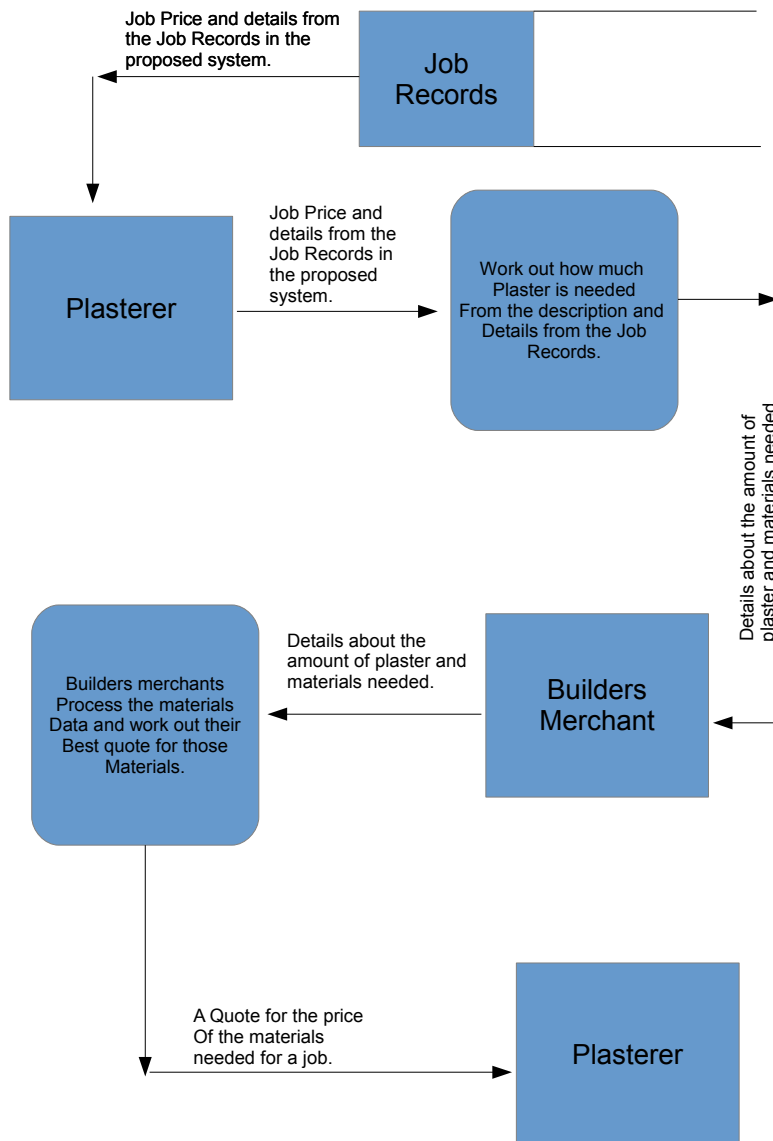 Job Price and details from
the Job Records in the
proposed system.
Job
Records
Plasterer
Job Price and
details from the
Job Records in
the proposed
system.
Work out how much
Plaster is needed
From the description and
Details from the Job
Records.
Details about the amount of
plaster and materials needed
Builders merchants
Process the materials
Data and work out their
Best quote for those
Materials.
Details about the
amount of plaster and
materials needed.
Builders
Merchant
A Quote for the price
Of the materials
needed for a job.
Plasterer